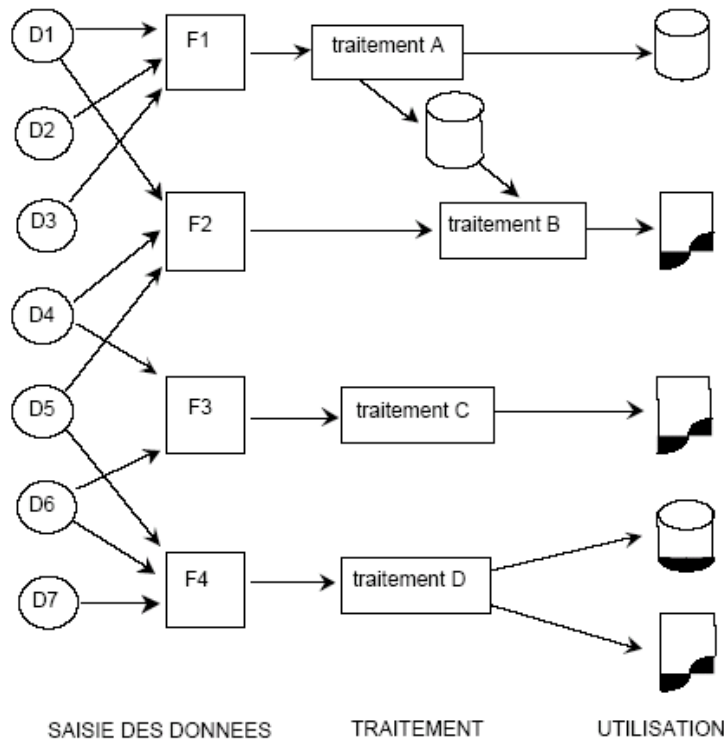 D1
F1
traitement A
D2
D3
F2
traitement B
D4
D5
F3
traitement C
D6
F4
traitement D
D7
SAISIE DES DONNEES
TRAITEMENT
UTILISATION